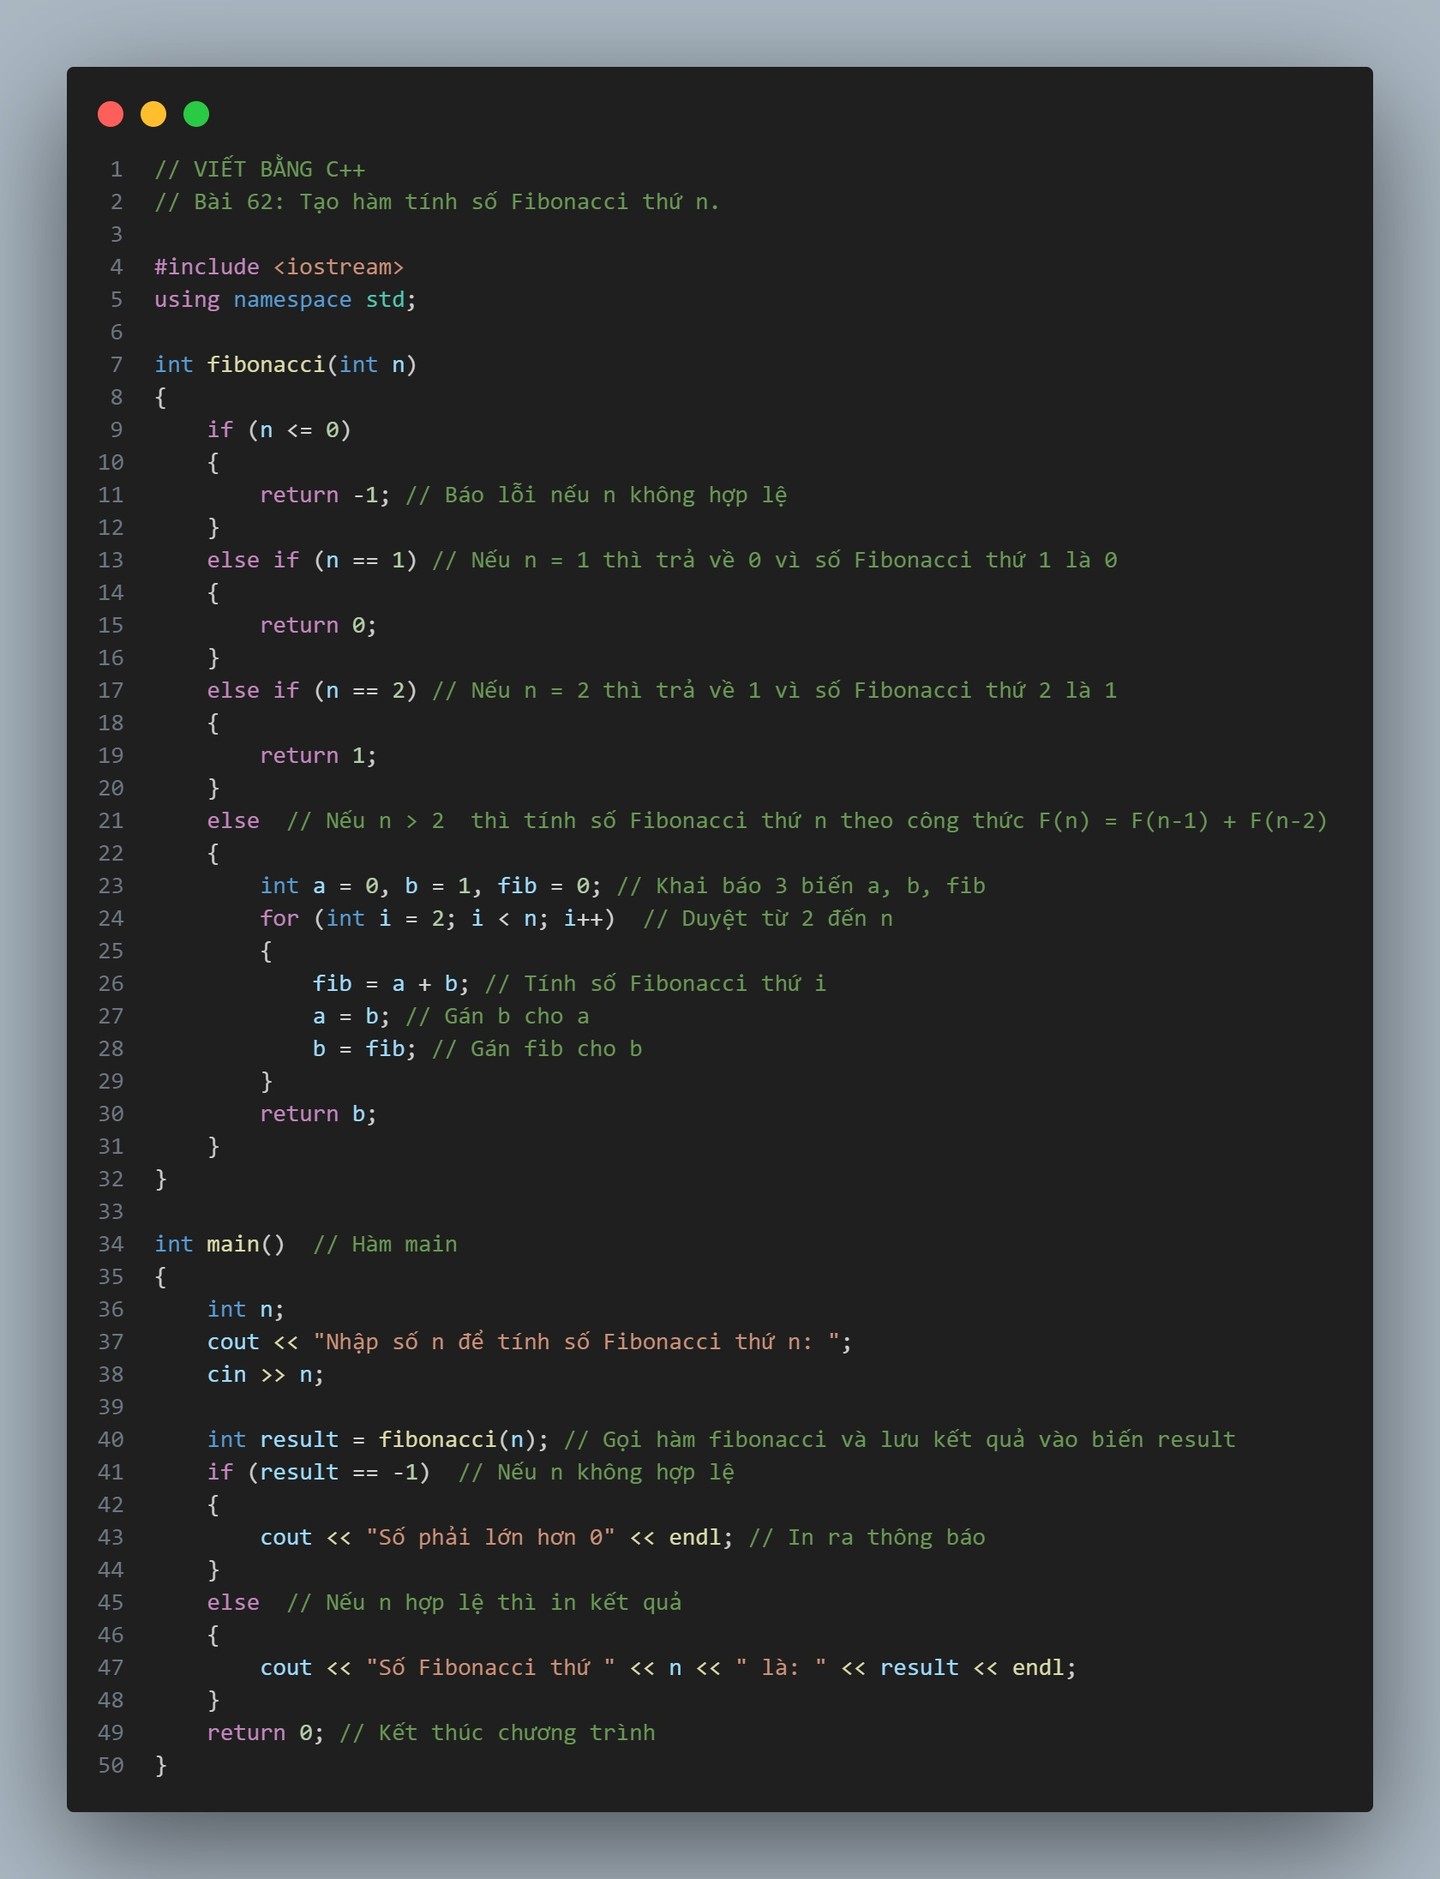 1 // VIẾT BẰNG C++
2 // Bài 62: Tạo hàm tính số Fibonacci thứ n.
3
4 #include <iostream>
5 using namespace std;
6
7 int fibonacci(int n)
8 {
9     if (n <= 0)
10     {
11         return -1; // Báo lỗi nếu n không hợp lệ
12     }
13     else if (n == 1) // Nếu n = 1 thì trả về 0 vì số Fibonacci thứ 1 là 0
14     {
15         return 0;
16     }
17     else if (n == 2) // Nếu n = 2 thì trả về 1 vì số Fibonacci thứ 2 là 1
18     {
19         return 1;
20     }
21     else  // Nếu n > 2  thì tính số Fibonacci thứ n theo công thức F(n) = F(n-1) + F(n-2)
22     {
23         int a = 0, b = 1, fib = 0; // Khai báo 3 biến a, b, fib
24         for (int i = 2; i < n; i++)  // Duyệt từ 2 đến n
25         {
26             fib = a + b; // Tính số Fibonacci thứ i
27             a = b; // Gán b cho a
28             b = fib; // Gán fib cho b
29         }
30         return b;
31     }
32 }
33
34 int main()  // Hàm main
35 {
36     int n;
37     cout << "Nhập số n để tính số Fibonacci thứ n: ";
38     cin >> n;
39
40     int result = fibonacci(n); // Gọi hàm fibonacci và lưu kết quả vào biến result
41     if (result == -1)  // Nếu n không hợp lệ
42     {
43         cout << "Số phải lớn hơn 0" << endl; // In ra thông báo
44     }
45     else  // Nếu n hợp lệ thì in kết quả
46     {
47         cout << "Số Fibonacci thứ " << n << " là: " << result << endl;
48     }
49     return 0; // Kết thúc chương trình
50 }